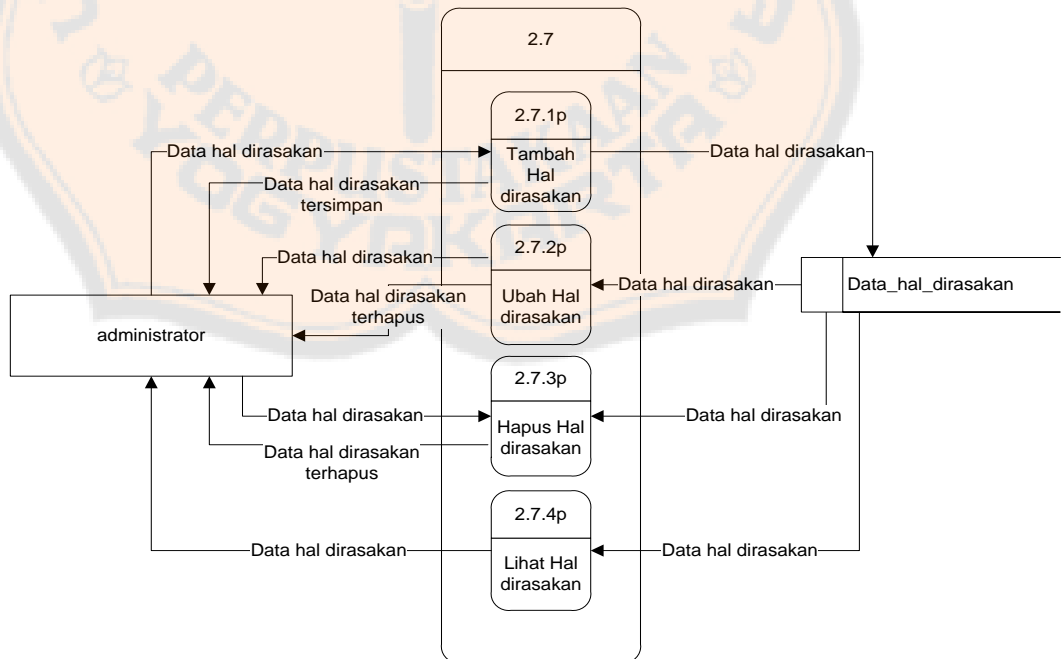 2.7
2.7.1p
Tambah
Hal
dirasakan
Data hal dirasakan
Data hal dirasakan
tersimpan
Data hal dirasakan
2.7.2p
Ubah Hal
dirasakan
Data hal dirasakan
Data hal dirasakan
terhapus
Data hal dirasakan
Data_hal_dirasakan
administrator
2.7.3p
Hapus Hal
dirasakan
Data hal dirasakan
Data hal dirasakan
terhapus
Data hal dirasakan
2.7.4p
Lihat Hal
dirasakan
Data hal dirasakan
Data hal dirasakan
PERPUSTAKAAN
YOGYAKARTA